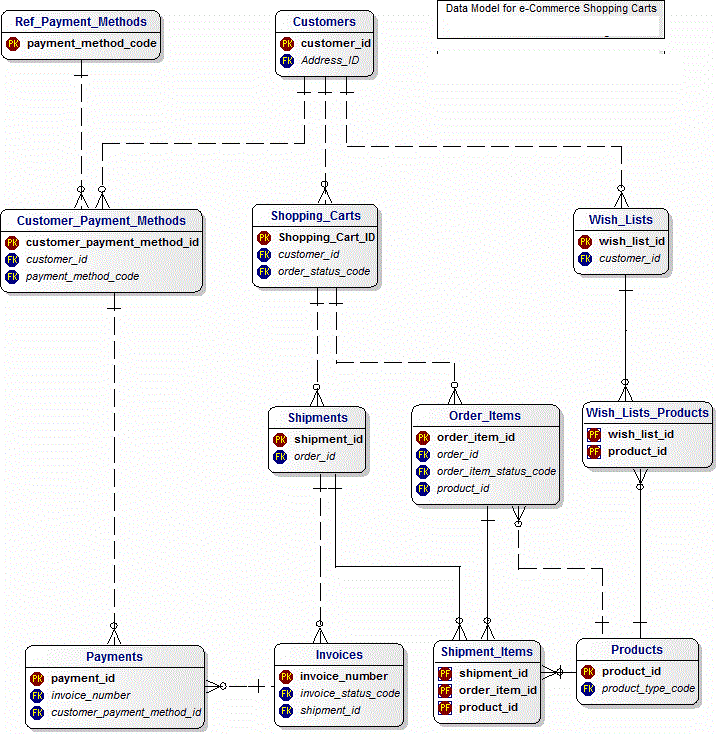 Data Model for e-Commerce Shopping Carts
Ref_Payment_Methods
PK payment_method_code
Customers
PK customer_id
Fk Address_ID
Customer_Payment_Methods
PK customer_payment_method_id
Fk customer_id
Fk payment_method_code
Shopping_Carts
PK Shopping_Cart_ID
Fk customer_id
Fk order_status_code
Wish_Lists
PK wish_list_id
Fk customer_id
Shipments
PK shipment_id
Fk order_id
Order_Items
PK order_item_id
Fk order_id
Fk order_item_status_code
Fk product_id
Wish_Lists_Products
PF wish_list_id
PF product_id
Payments
PK payment_id
Fk invoice_number
Fk customer_payment_method_id
Invoices
PK invoice_number
Fk invoice_status_code
Fk shipment_id
Shipment_Items
PF shipment_id
PF order_item_id
PF product_id
Products
PK product_id
Fk product_type_code